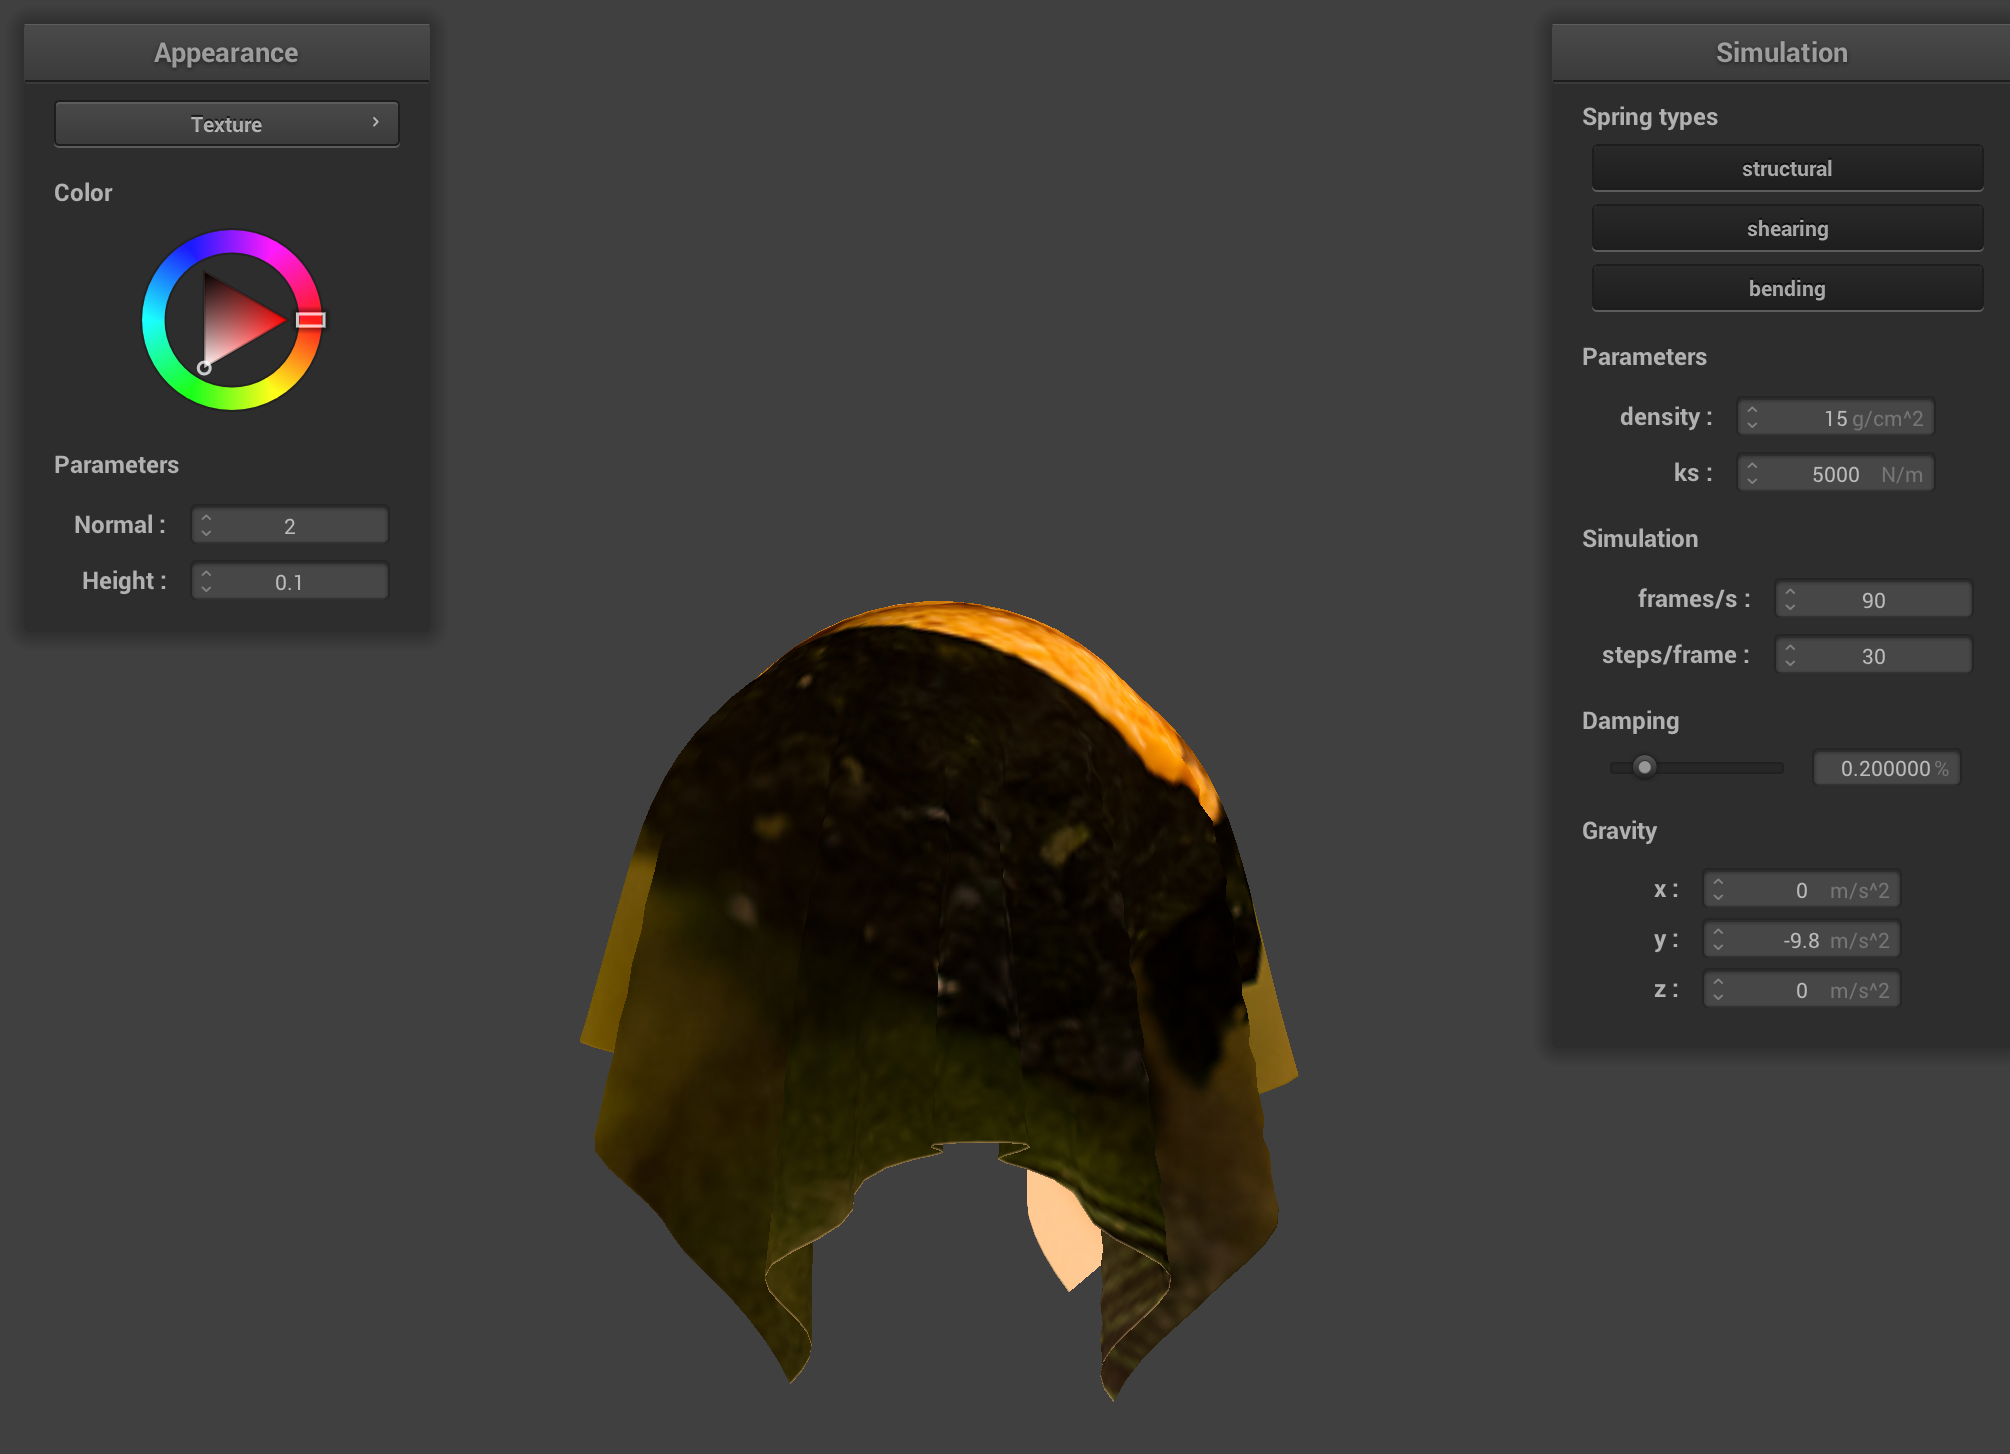 Appearance
Texture
Color
Parameters
Normal : 2
Height : 0.1
Simulation
Spring types
structural
shearing
bending
Parameters
density : 15 g/cm^2
ks : 5000 N/m
Simulation
frames/s : 90
steps/frame : 30
Damping
0.200000 %
Gravity
x : 0 m/s^2
y : -9.8 m/s^2
z : 0 m/s^2